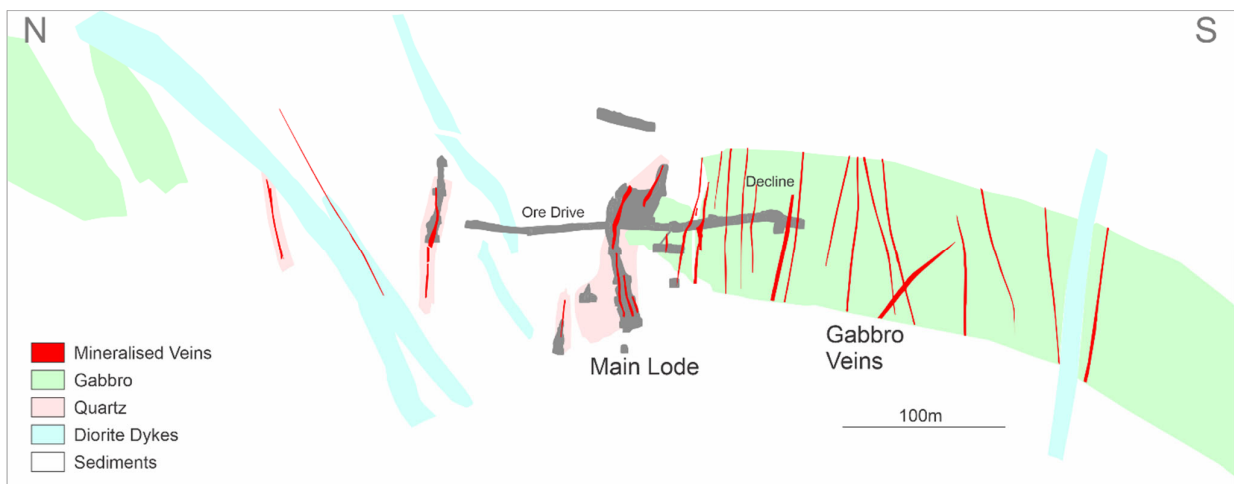 N
S
Decline
Ore Drive
Gabbro
Veins
Main Lode
100m
Mineralised Veins
Gabbro
Quartz
Diorite Dykes
Sediments